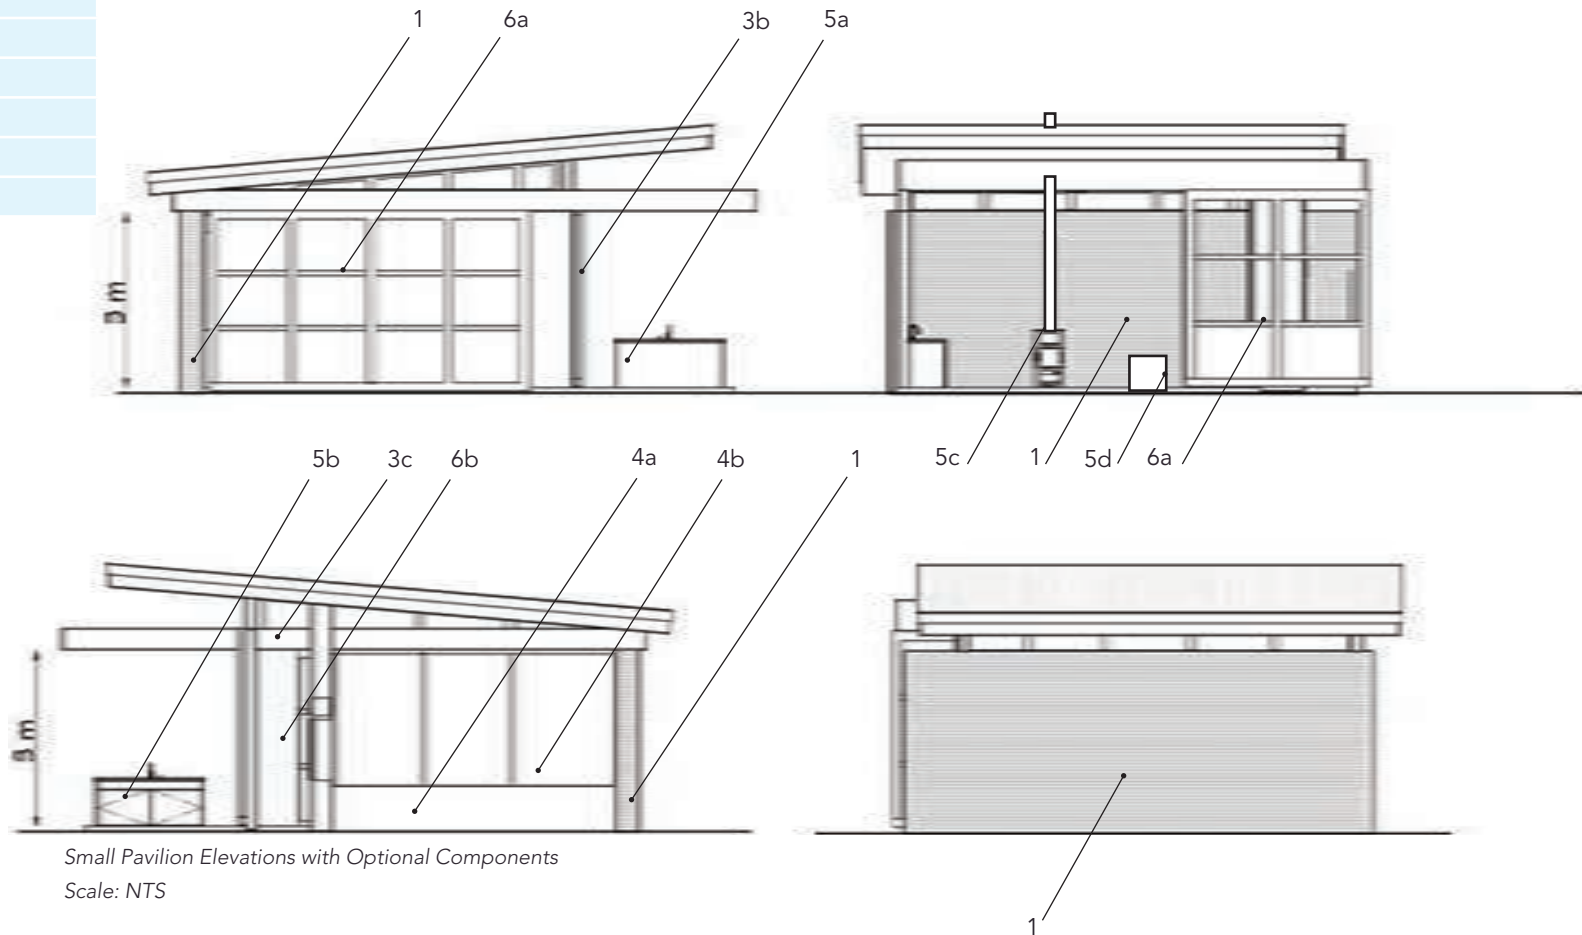 1 6a 3b 5a
3 m
5c 1 5d 6a
5b 3c 6b 4a 4b 1
3 m
Small Pavilion Elevations with Optional Components
Scale: NTS
1